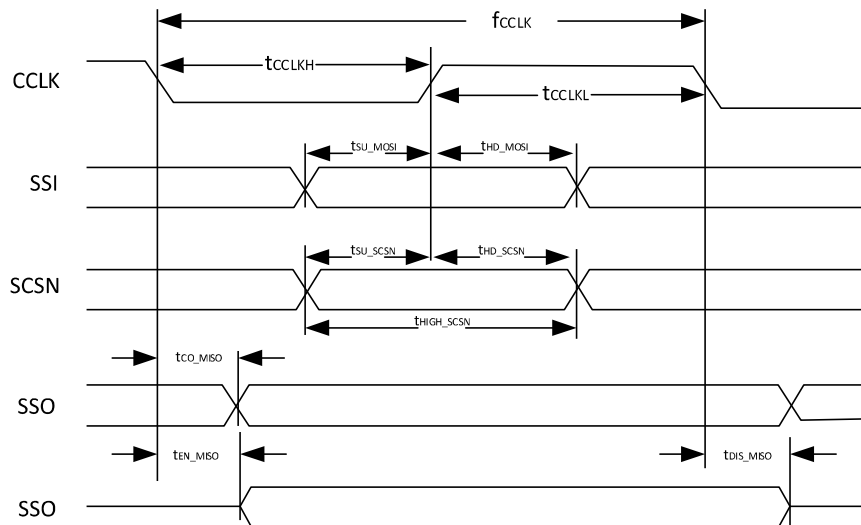 fCCLK
CCLK
tCCLKH
tCCLKL
SSI
tSU_MOSI
tHD_MOSI
SCSN
tSU_SCSN
tHD_SCSN
tHIGH_SCSN
SSO
tCO_MISO
tEN_MISO
tDIS_MISO
SSO